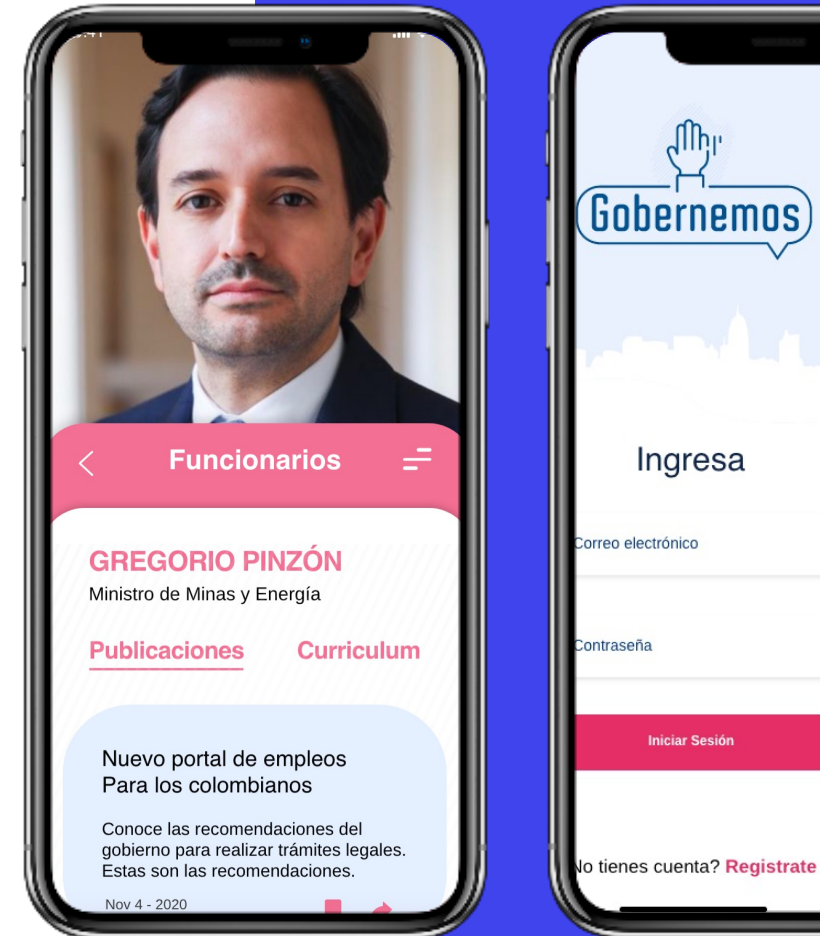 Funcionarios
GREGORIO PINZÓN
Ministro de Minas y Energía
Publicaciones Curriculum
Nuevo portal de empleos
Para los colombianos
Conoce las recomendaciones del
gobierno para realizar trámites legales.
Estas son las recomendaciones.
Nov 4 - 2020
Gobernemos
Ingresa
Correo electrónico
Contraseña
Iniciar Sesión
No tienes cuenta? Registrate